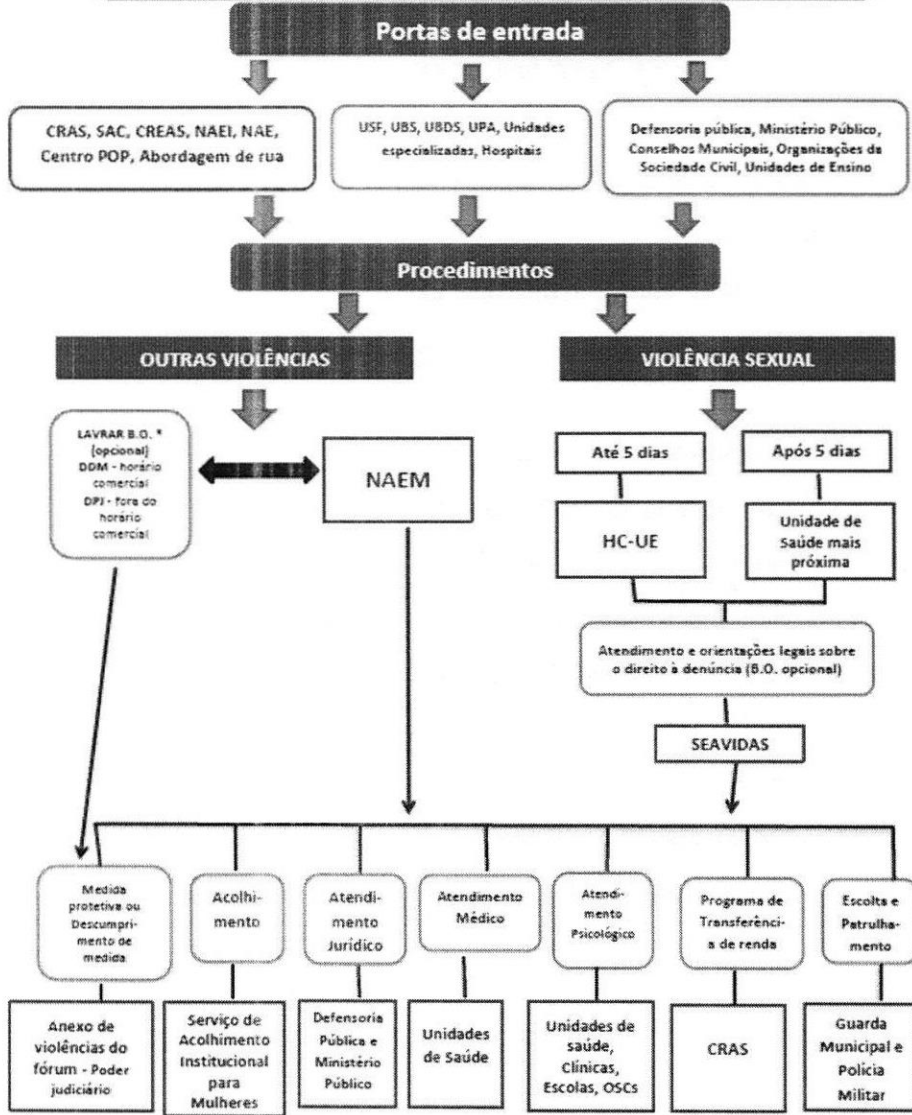 Portas de entrada
CRAS, SAC, CREAS, NAEI, NAE,
Centro POP, Abordagem de rua
USF, UBS, UBDS, UPA, Unidades
especializadas, Hospitais
Defensoria pública, Ministério Público,
Conselhos Municipais, Organizações da
Sociedade Civil, Unidades de Ensino
Procedimentos
OUTRAS VIOLÊNCIAS
VIOLÊNCIA SEXUAL
LAVRAR B.O. *
(opcional)
DDM - horário
comercial
DPJ - fora do
horário
comercial
NAEM
Até 5 dias
Após 5 dias
HC-UE
Unidade de
Saúde mais
próxima
Atendimento e orientações legais sobre
o direito à denúncia (B.O. opcional)
SEAVIDAS
Medida
protetiva ou
Descumpri-
mento de
medida
Acolhi-
mento
Atendi-
mento
Jurídico
Atendimento
Médico
Atendi-
mento
Psicológico
Programa de
Transferênci-
a de renda
Escolta e
Patrulha-
mento
Anexo de
violências do
fórum - Poder
judiciário
Serviço de
Acolhimento
Institucional
para
Mulheres
Defensoria
Pública e
Ministério
Público
Unidades
de Saúde
Unidades de
saúde,
Clínicas,
Escolas, OSCs
CRAS
Guarda
Municipal e
Polícia
Militar